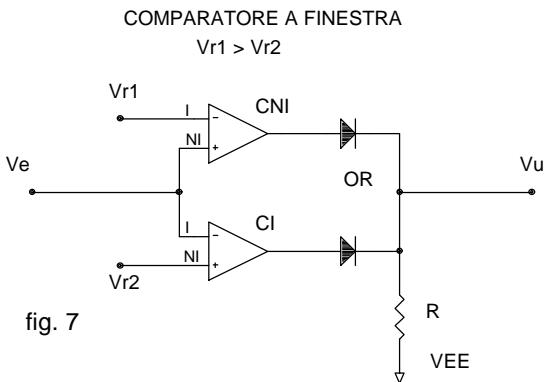 COMPARATORE A FINESTRA
Vr1 > Vr2
Vr1
I
-
CNI
NI
+
Ve
Vu
OR
I
-
CI
NI
+
Vr2
R
fig. 7
VEE